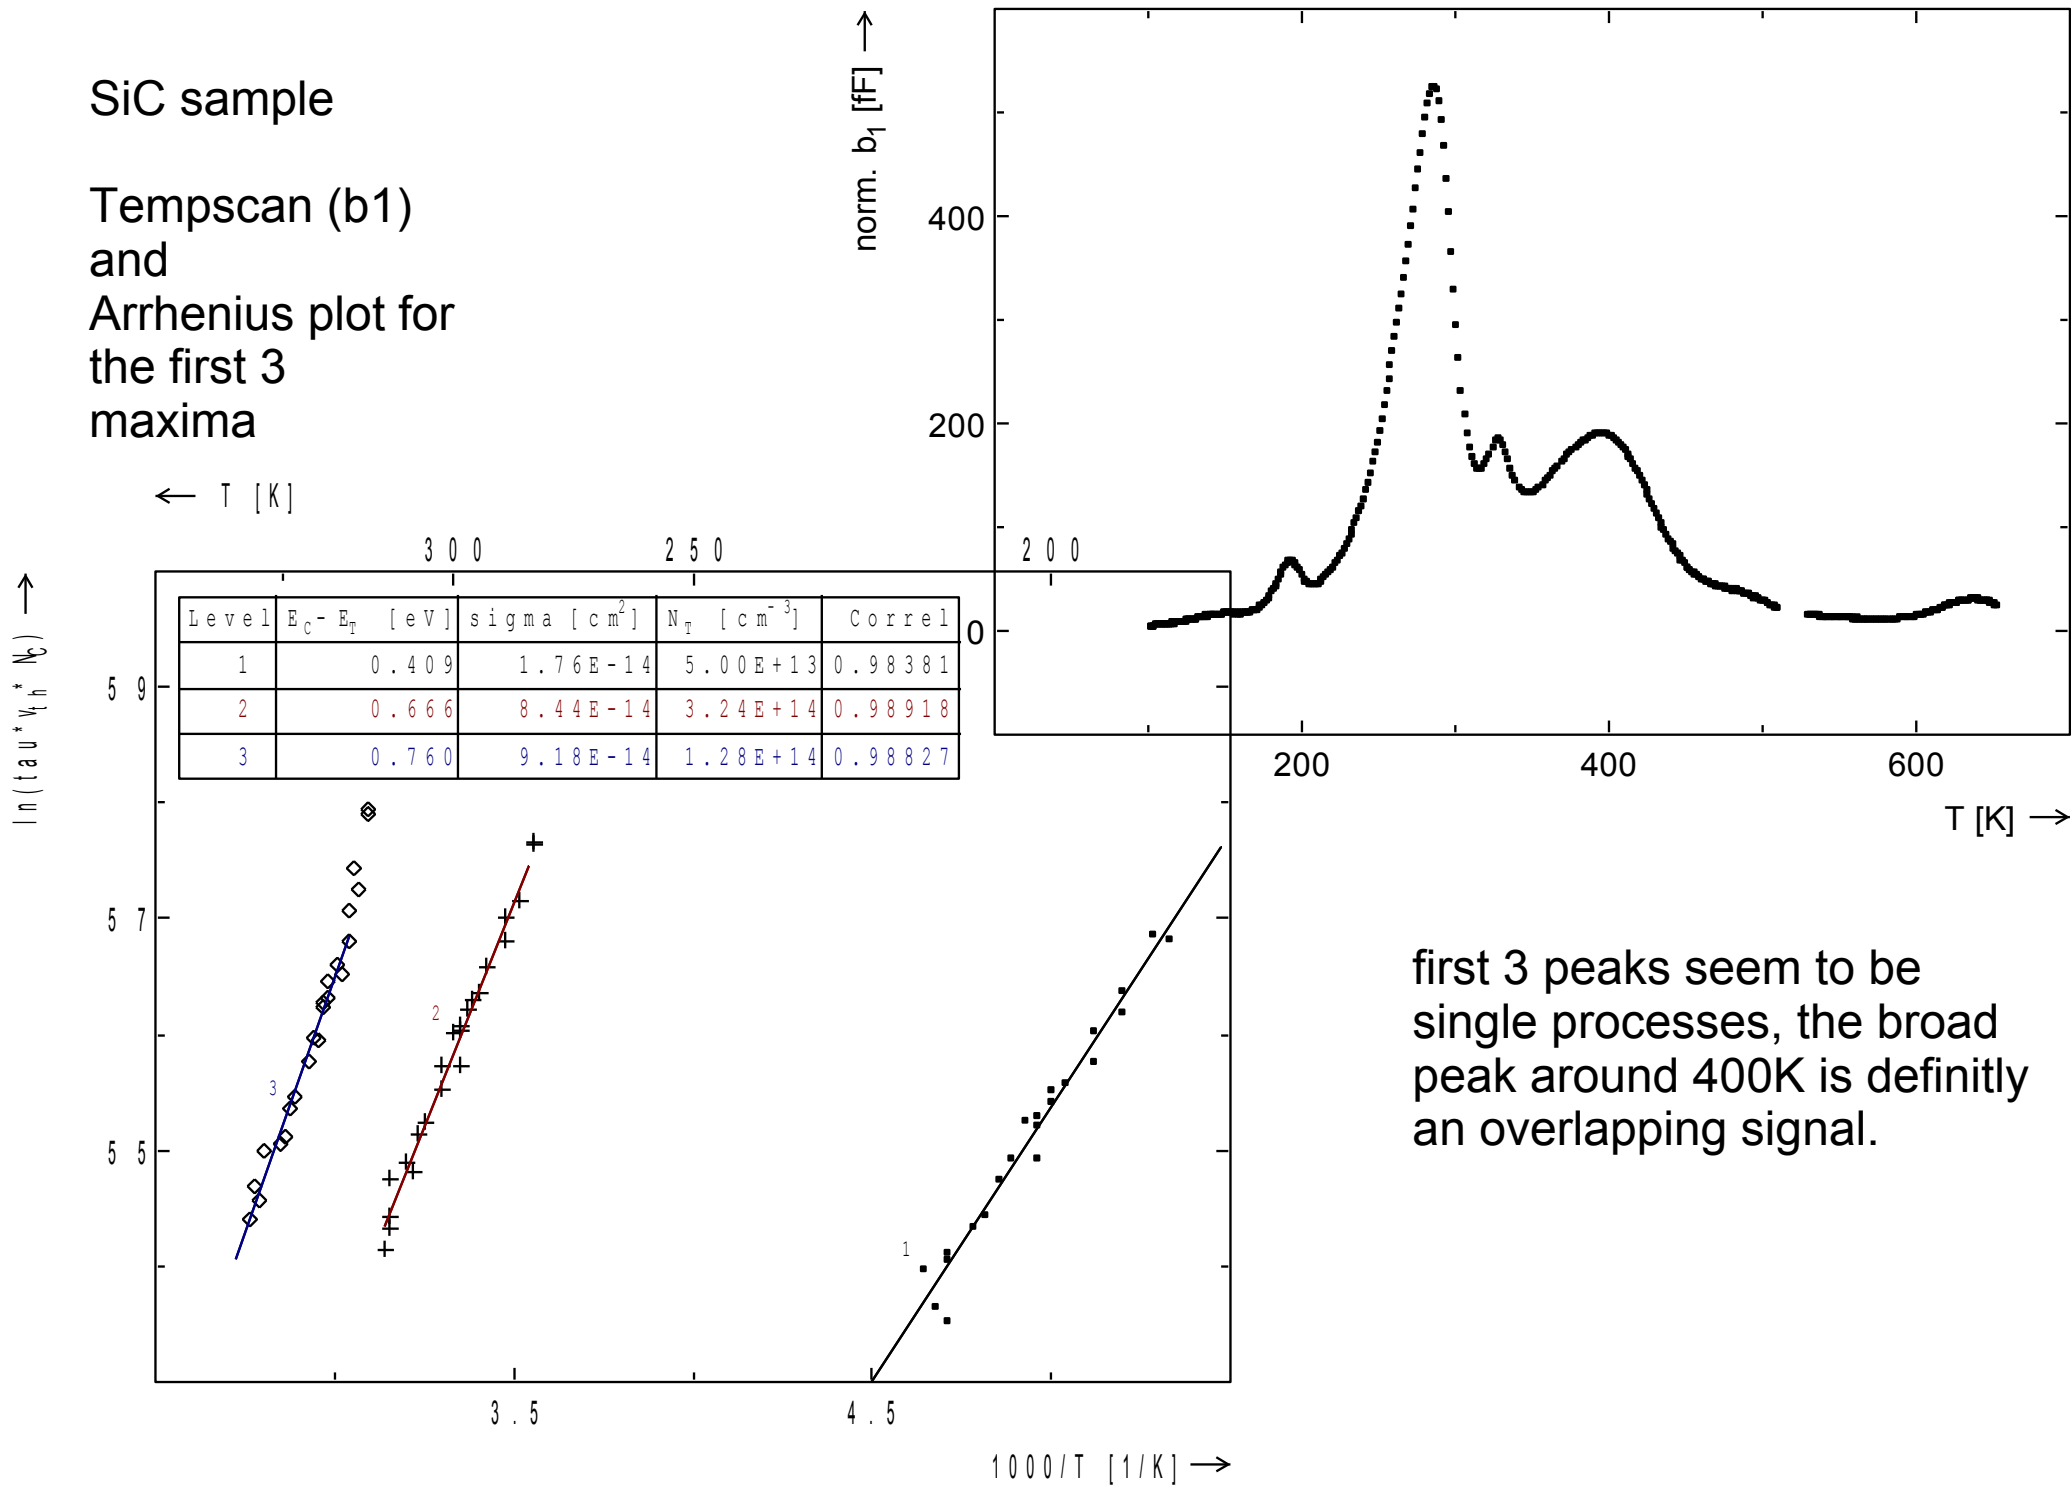 SiC sample
Tempscan (b1)
and
Arrhenius plot for
the first 3
maxima
norm. b1 [fF]
400
200
0
200 400 600
T [K]
T [K]
300 250 200
ln(tau*vth*NC)
Level EC-ET [eV] sigma [cm2] NT [cm-3] Correl
1 0.409 1.76E-14 5.00E+13 0.98381
2 0.666 8.44E-14 3.24E+14 0.98918
3 0.760 9.18E-14 1.28E+14 0.98827
59
57
55
3
2
1
3.5 4.5
1000/T [1/K]
first 3 peaks seem to be
single processes, the broad
peak around 400K is definitly
an overlapping signal.